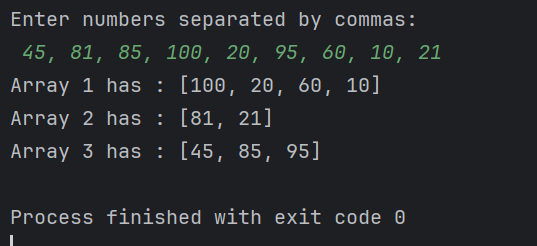 Enter numbers separated by commas:
45, 81, 85, 100, 20, 95, 60, 10, 21
Array 1 has : [100, 20, 60, 10]
Array 2 has : [81, 21]
Array 3 has : [45, 85, 95]
Process finished with exit code 0